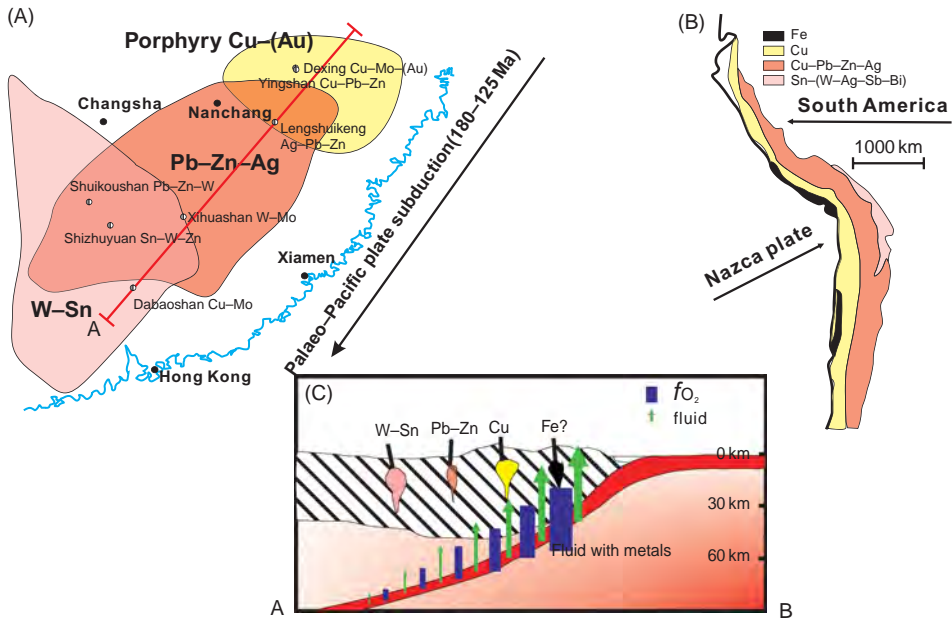 (A)
Porphyry Cu–(Au)
Dexing Cu–Mo–(Au)
Yingshan Cu–Pb–Zn
Changsha
Nanchang
Lengshuikeng
Ag–Pb–Zn
Pb–Zn–Ag
Shuikoushan Pb–Zn–W
Xihuashan W–Mo
Shizhuyuan Sn–W–Zn
Xiamen
W–Sn
Dabaoshan Cu–Mo
A
Hong Kong
Palaeo–Pacific plate subduction(180–125 Ma)
(B)
Fe
Cu
Cu–Pb–Zn–Ag
Sn–(W–Ag–Sb–Bi)
South America
1000 km
Nazca plate
(C)
fO2
fluid
W–Sn
Pb–Zn
Cu
Fe?
0 km
30 km
60 km
Fluid with metals
A
B